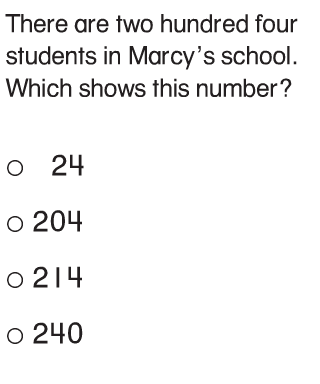 There are two hundred four
students in Marcy's school.
Which shows this number?
24
204
214
240